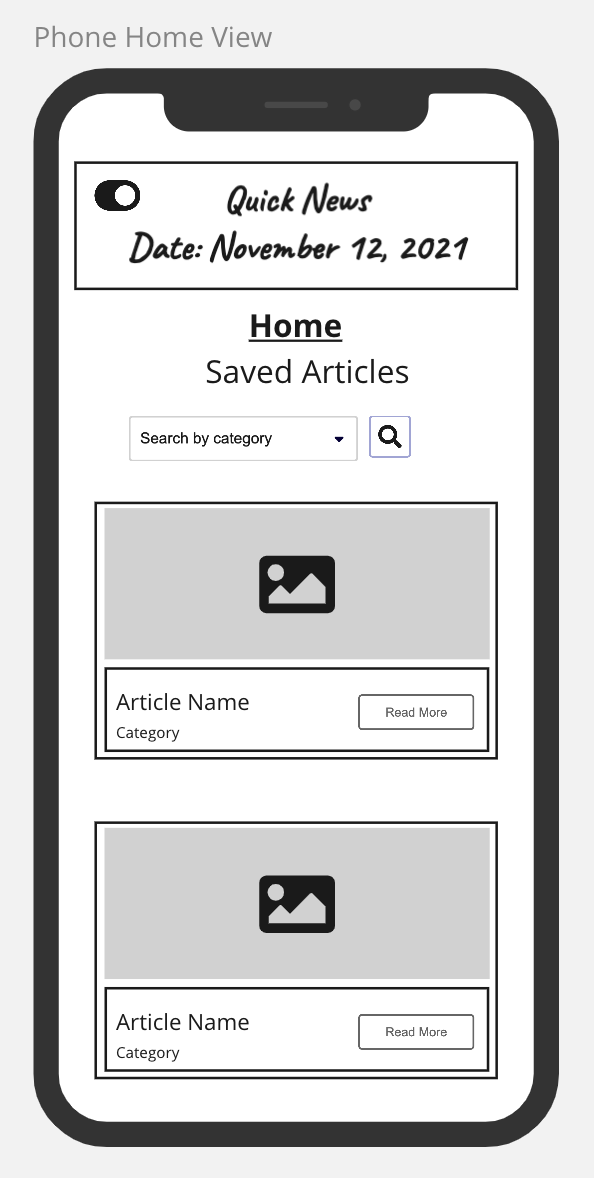 Phone Home View
Quick News
Date: November 12, 2021
Home
Saved Articles
Search by category
Article Name
Category
Read More
Article Name
Category
Read More